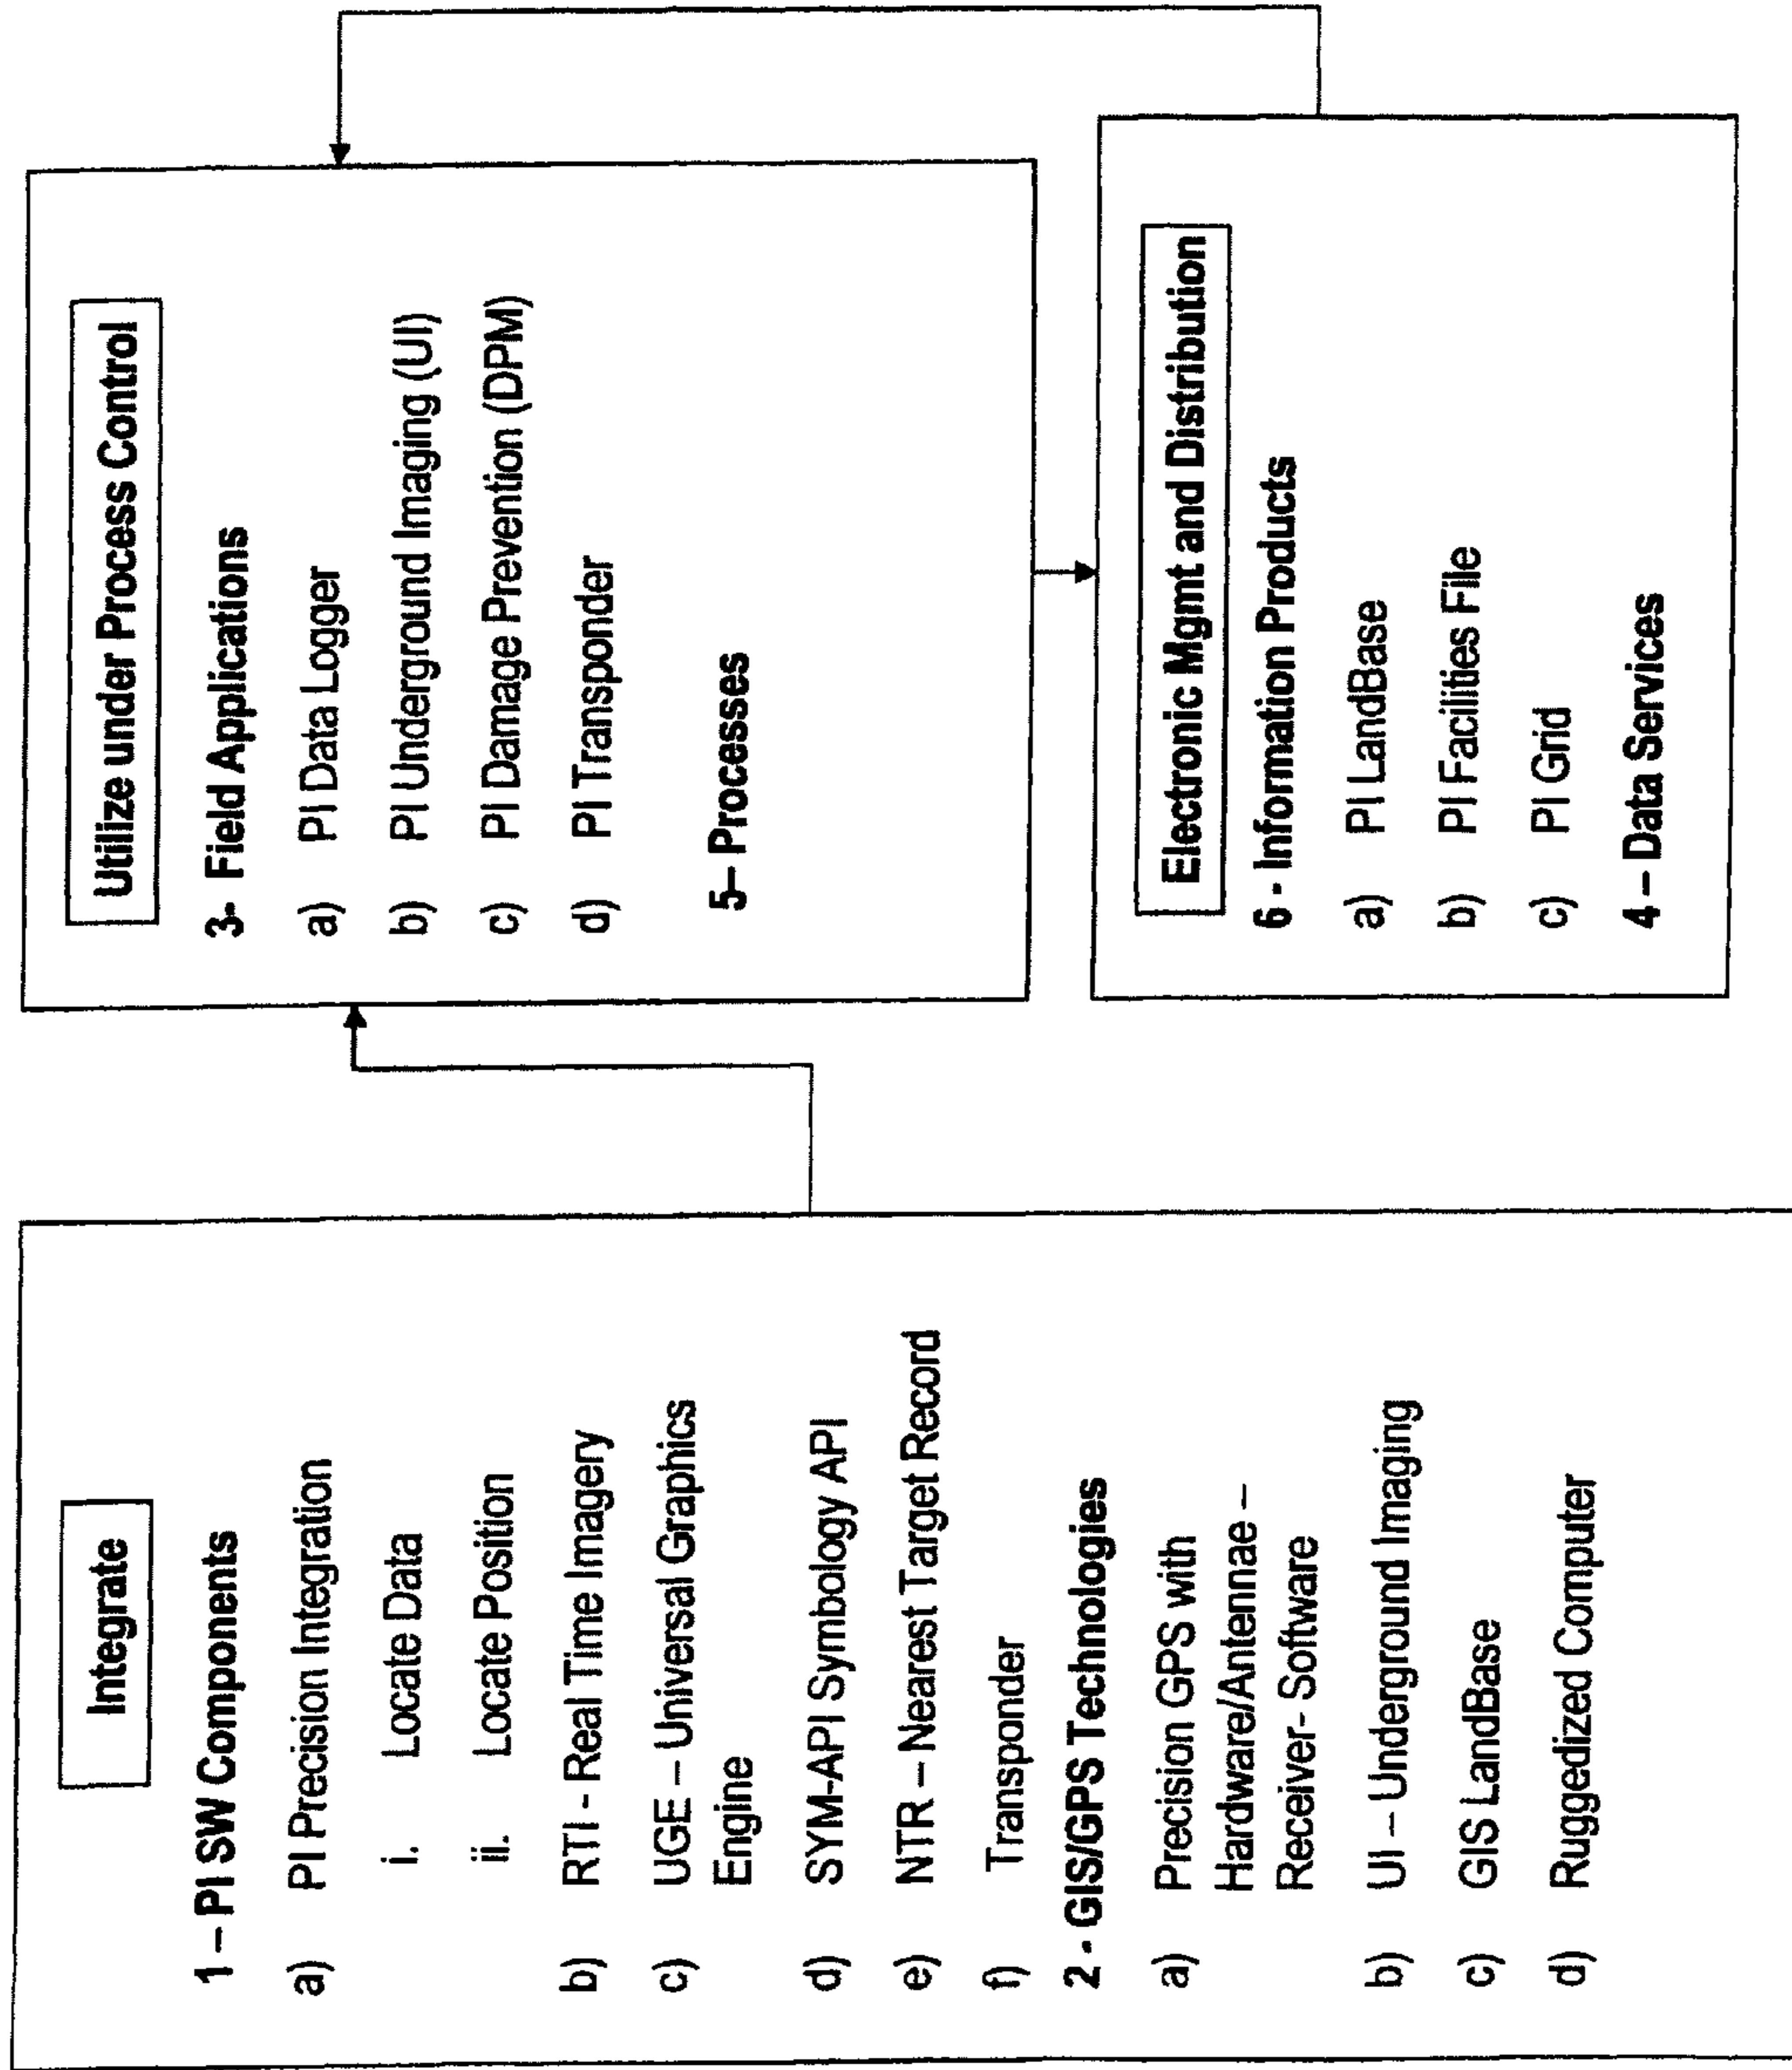 Integrate
1 – PI SW Components
a) PI Precision Integration
i. Locate Data
ii. Locate Position
b) RTI - Real Time Imagery
c) UGE – Universal Graphics
Engine
d) SYM-API Symbology API
e) NTR – Nearest Target Record
f) Transponder
2 - GIS/GPS Technologies
a) Precision GPS with
Hardware/Antennae –
Receiver- Software
b) UI – Underground Imaging
c) GIS LandBase
d) Ruggedized Computer
Utilize under Process Control
3- Field Applications
a) PI Data Logger
b) PI Underground Imaging (UI)
c) PI Damage Prevention (DPM)
d) PI Transponder
5– Processes
Electronic Mgmt and Distribution
6 - Information Products
a) PI LandBase
b) PI Facilities File
c) PI Grid
4 – Data Services